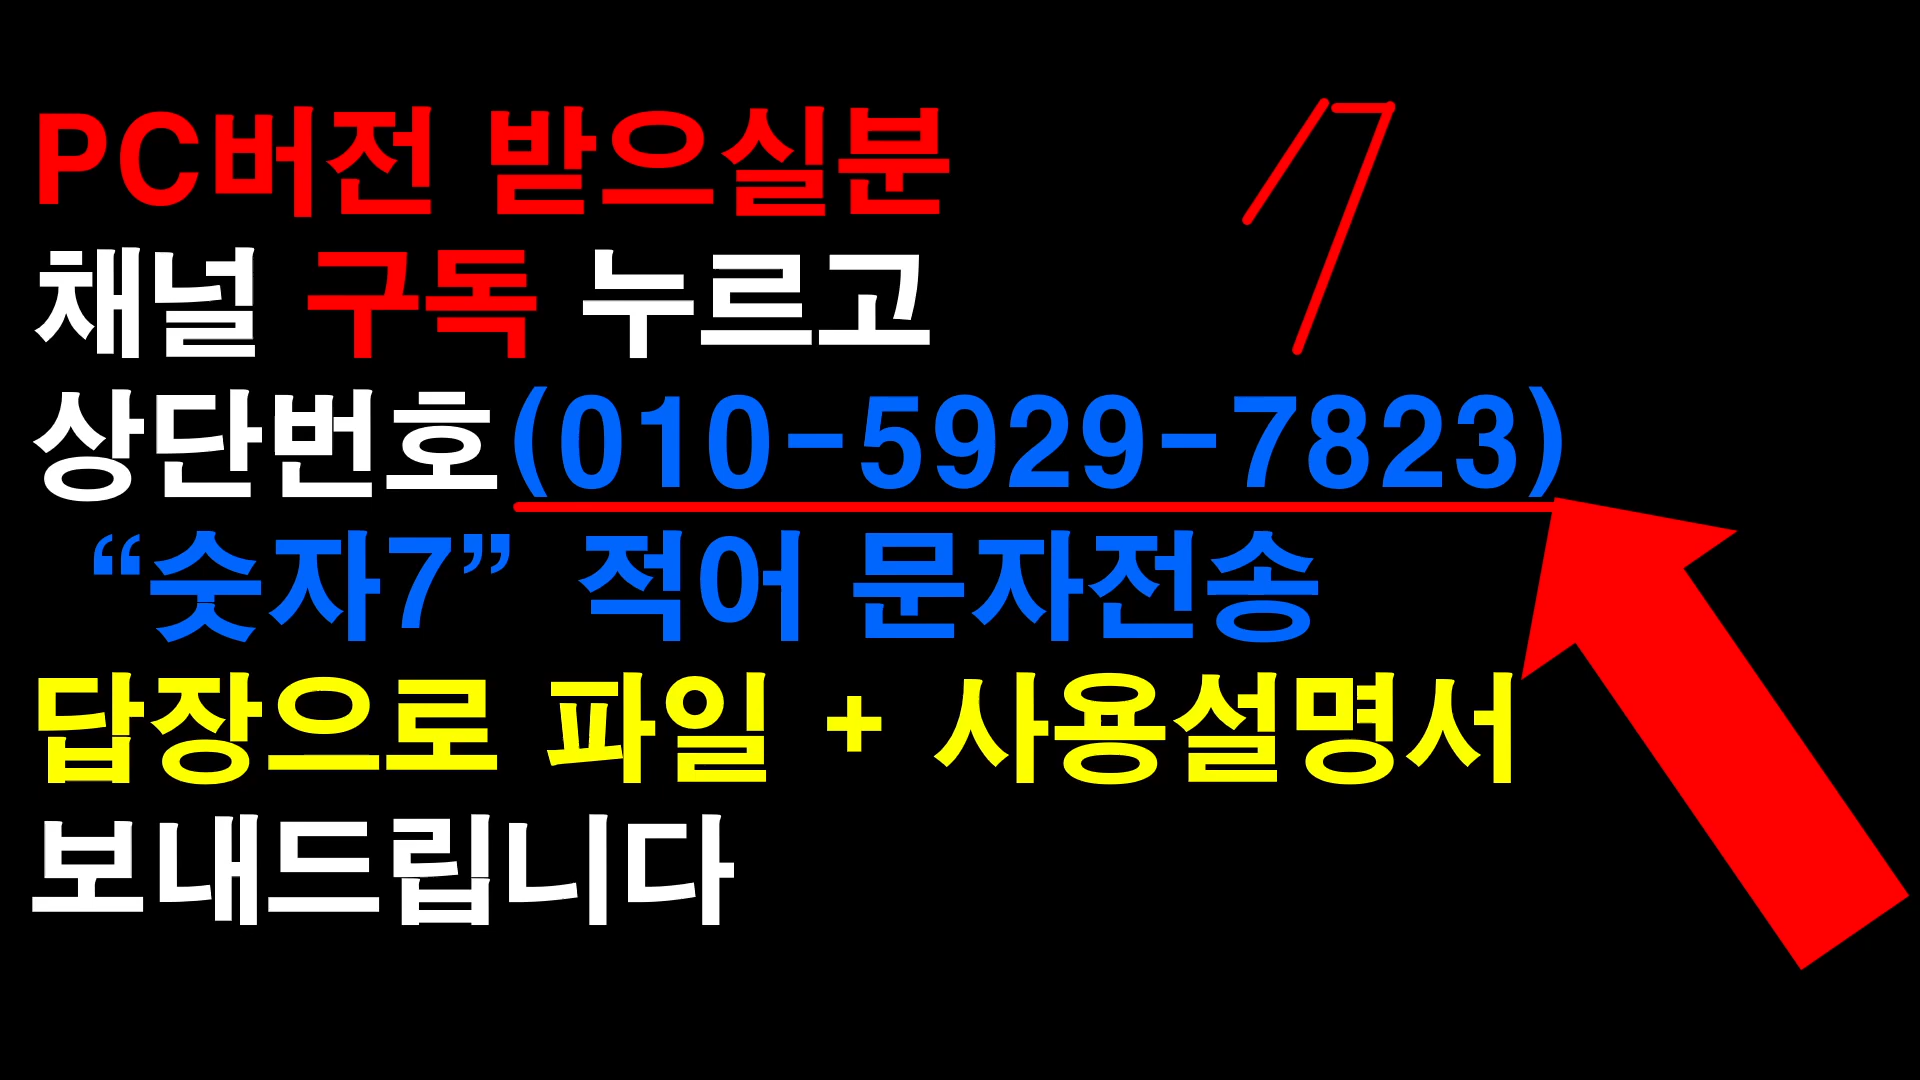 PC버전 받으실분
7
채널 구독 누르고
상단번호(010-5929-7823)
“숫자7” 적어 문자전송
답장으로 파일 + 사용설명서
보내드립니다